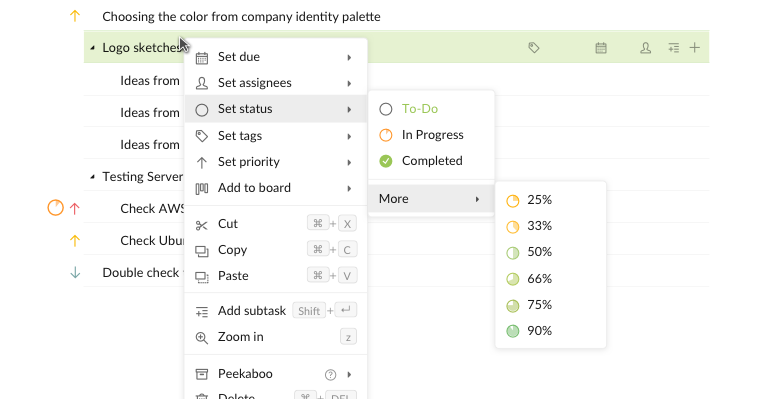 Choosing the color from company identity palette
Logo sketches
Ideas from
Ideas from
Ideas from
Testing Server
Check AWS
Check Ubu
Double check
Set due
Set assignees
Set status
Set tags
Set priority
Add to board
Cut ⌘ + X
Copy ⌘ + C
Paste ⌘ + V
Add subtask Shift + ↵
Zoom in z
Peekaboo ?
Delete ⌘ + DEL
To-Do
In Progress
Completed
More
25%
33%
50%
66%
75%
90%